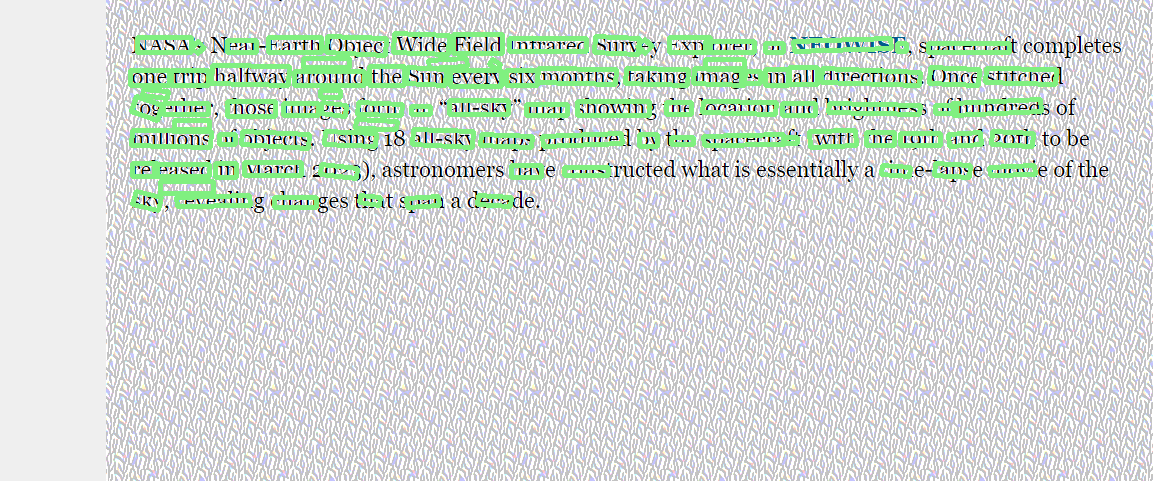 NASA's Near-Earth Object Wide Field Infrared Survey Explorer, or NEOWISE, spacecraft completes
one trip halfway around the Sun every six months, taking images in all directions. Once stitched
together, those images form an “all-sky” map showing the location and brightness of hundreds of
millions of objects. Using 18 all-sky maps produced by the spacecraft (with the 19th and 20th to be
released in March 2023), astronomers have constructed what is essentially a time-lapse movie of the
sky, revealing changes that span a decade.